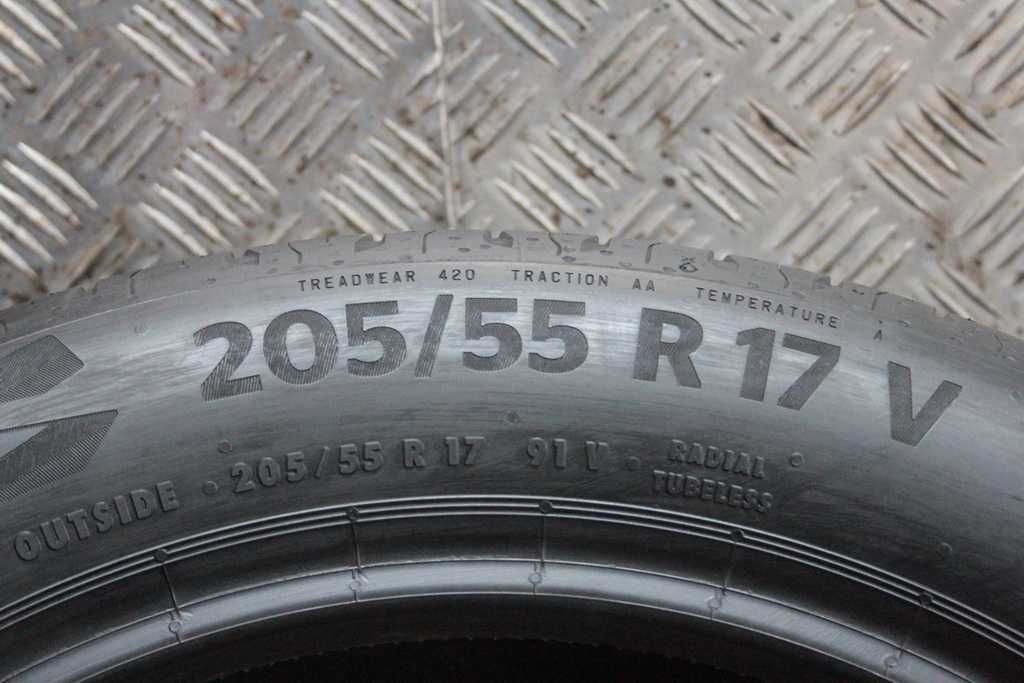 TREADWEAR 420 TRACTION AA TEMPERATURE A
205/55 R 17 V
OUTSIDE 205/55 R 17 91 V RADIAL
TUBELESS